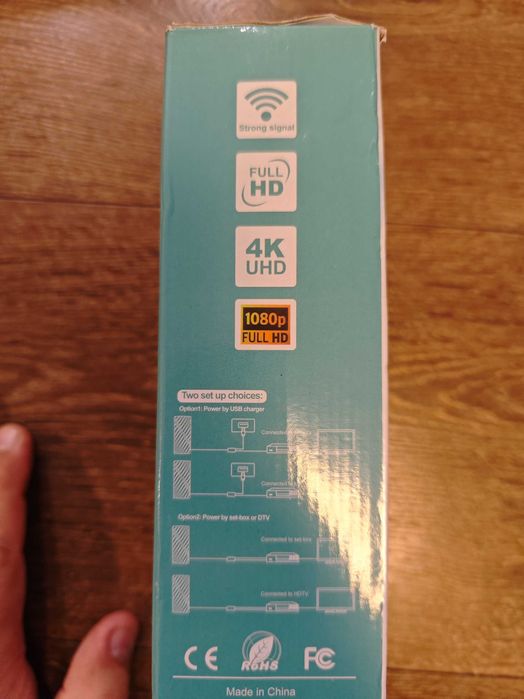 Strong signal
FULL
HD
4K
UHD
1080p
FULL HD
Two set up choices:
Option1: Power by USB charger
Connected
Connected
Option2: Power by set-box or DTV
Connected to set-box
Connected to HDTV
CE
RoHS
FC
Made in China